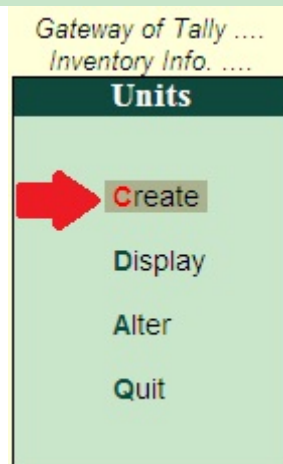 Gateway of Tally ....
Inventory Info. ....
Units
Create
Display
Alter
Quit